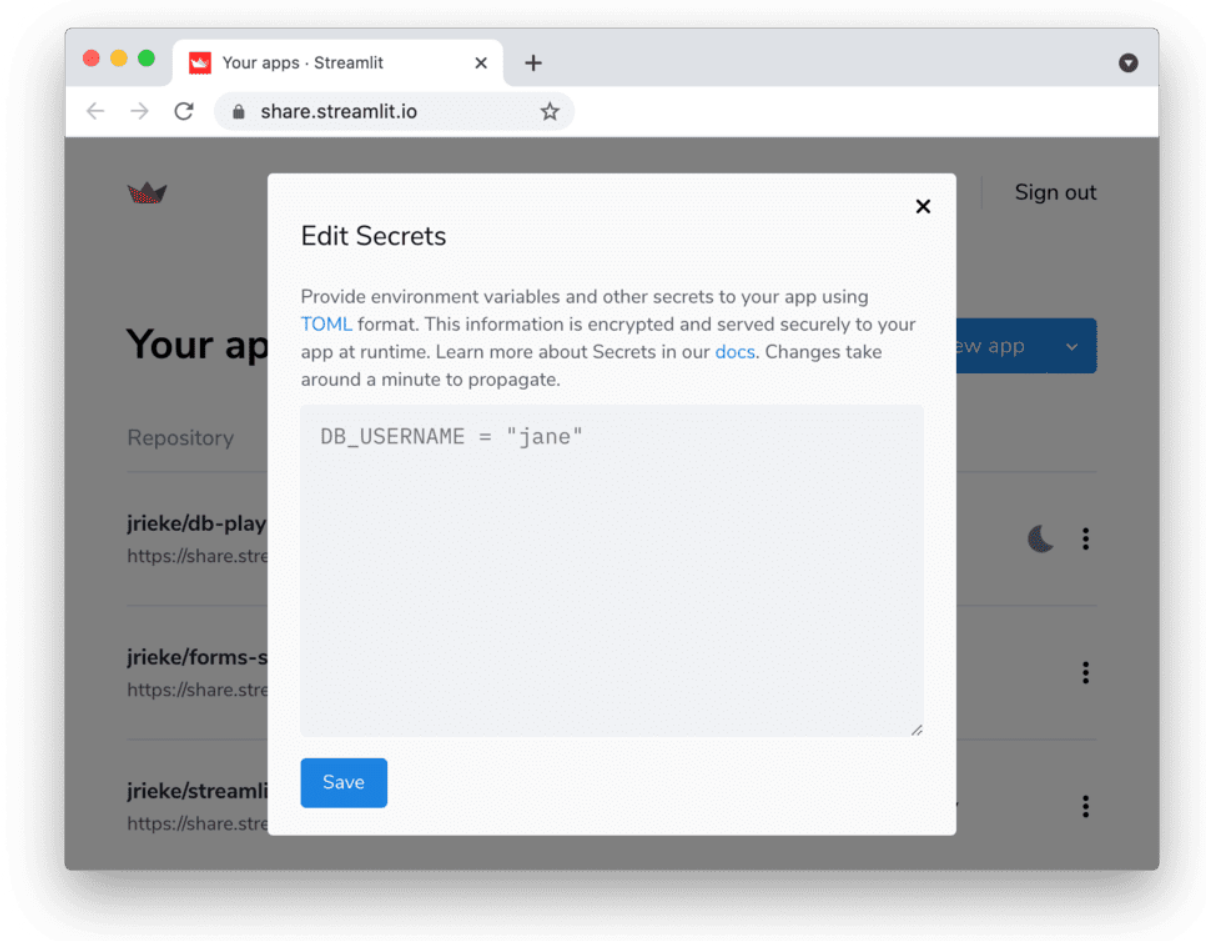 Your apps · Streamlit
share.streamlit.io
Sign out
Edit Secrets
Provide environment variables and other secrets to your app using
TOML format. This information is encrypted and served securely to your
app at runtime. Learn more about Secrets in our docs. Changes take
around a minute to propagate.
Your ap
ew app
Repository
DB_USERNAME = "jane"
jrieke/db-play
https://share.stre
jrieke/forms-s
https://share.stre
Save
jrieke/streamli
https://share.stre